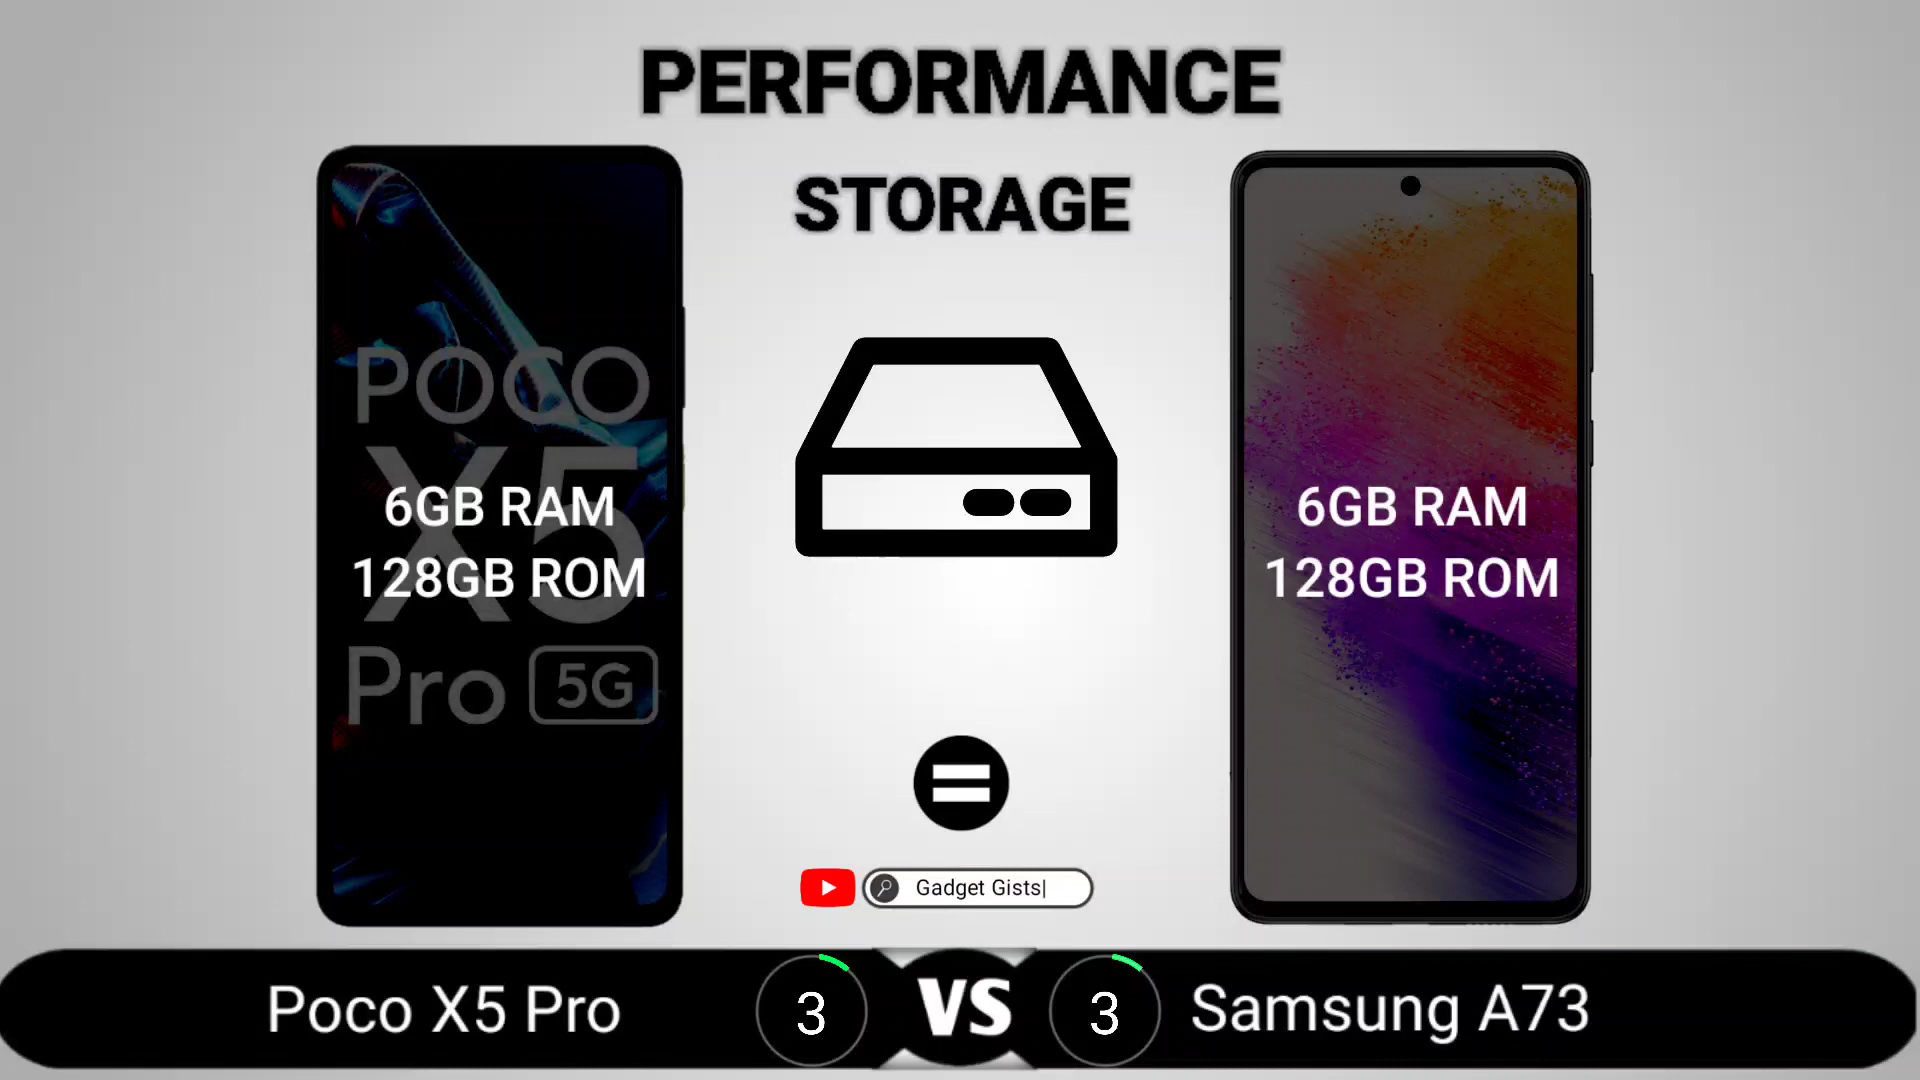 PERFORMANCE
STORAGE
POCO
X5
Pro 5G
6GB RAM
128GB ROM
6GB RAM
128GB ROM
Gadget Gists|
Poco X5 Pro
3
VS
3
Samsung A73